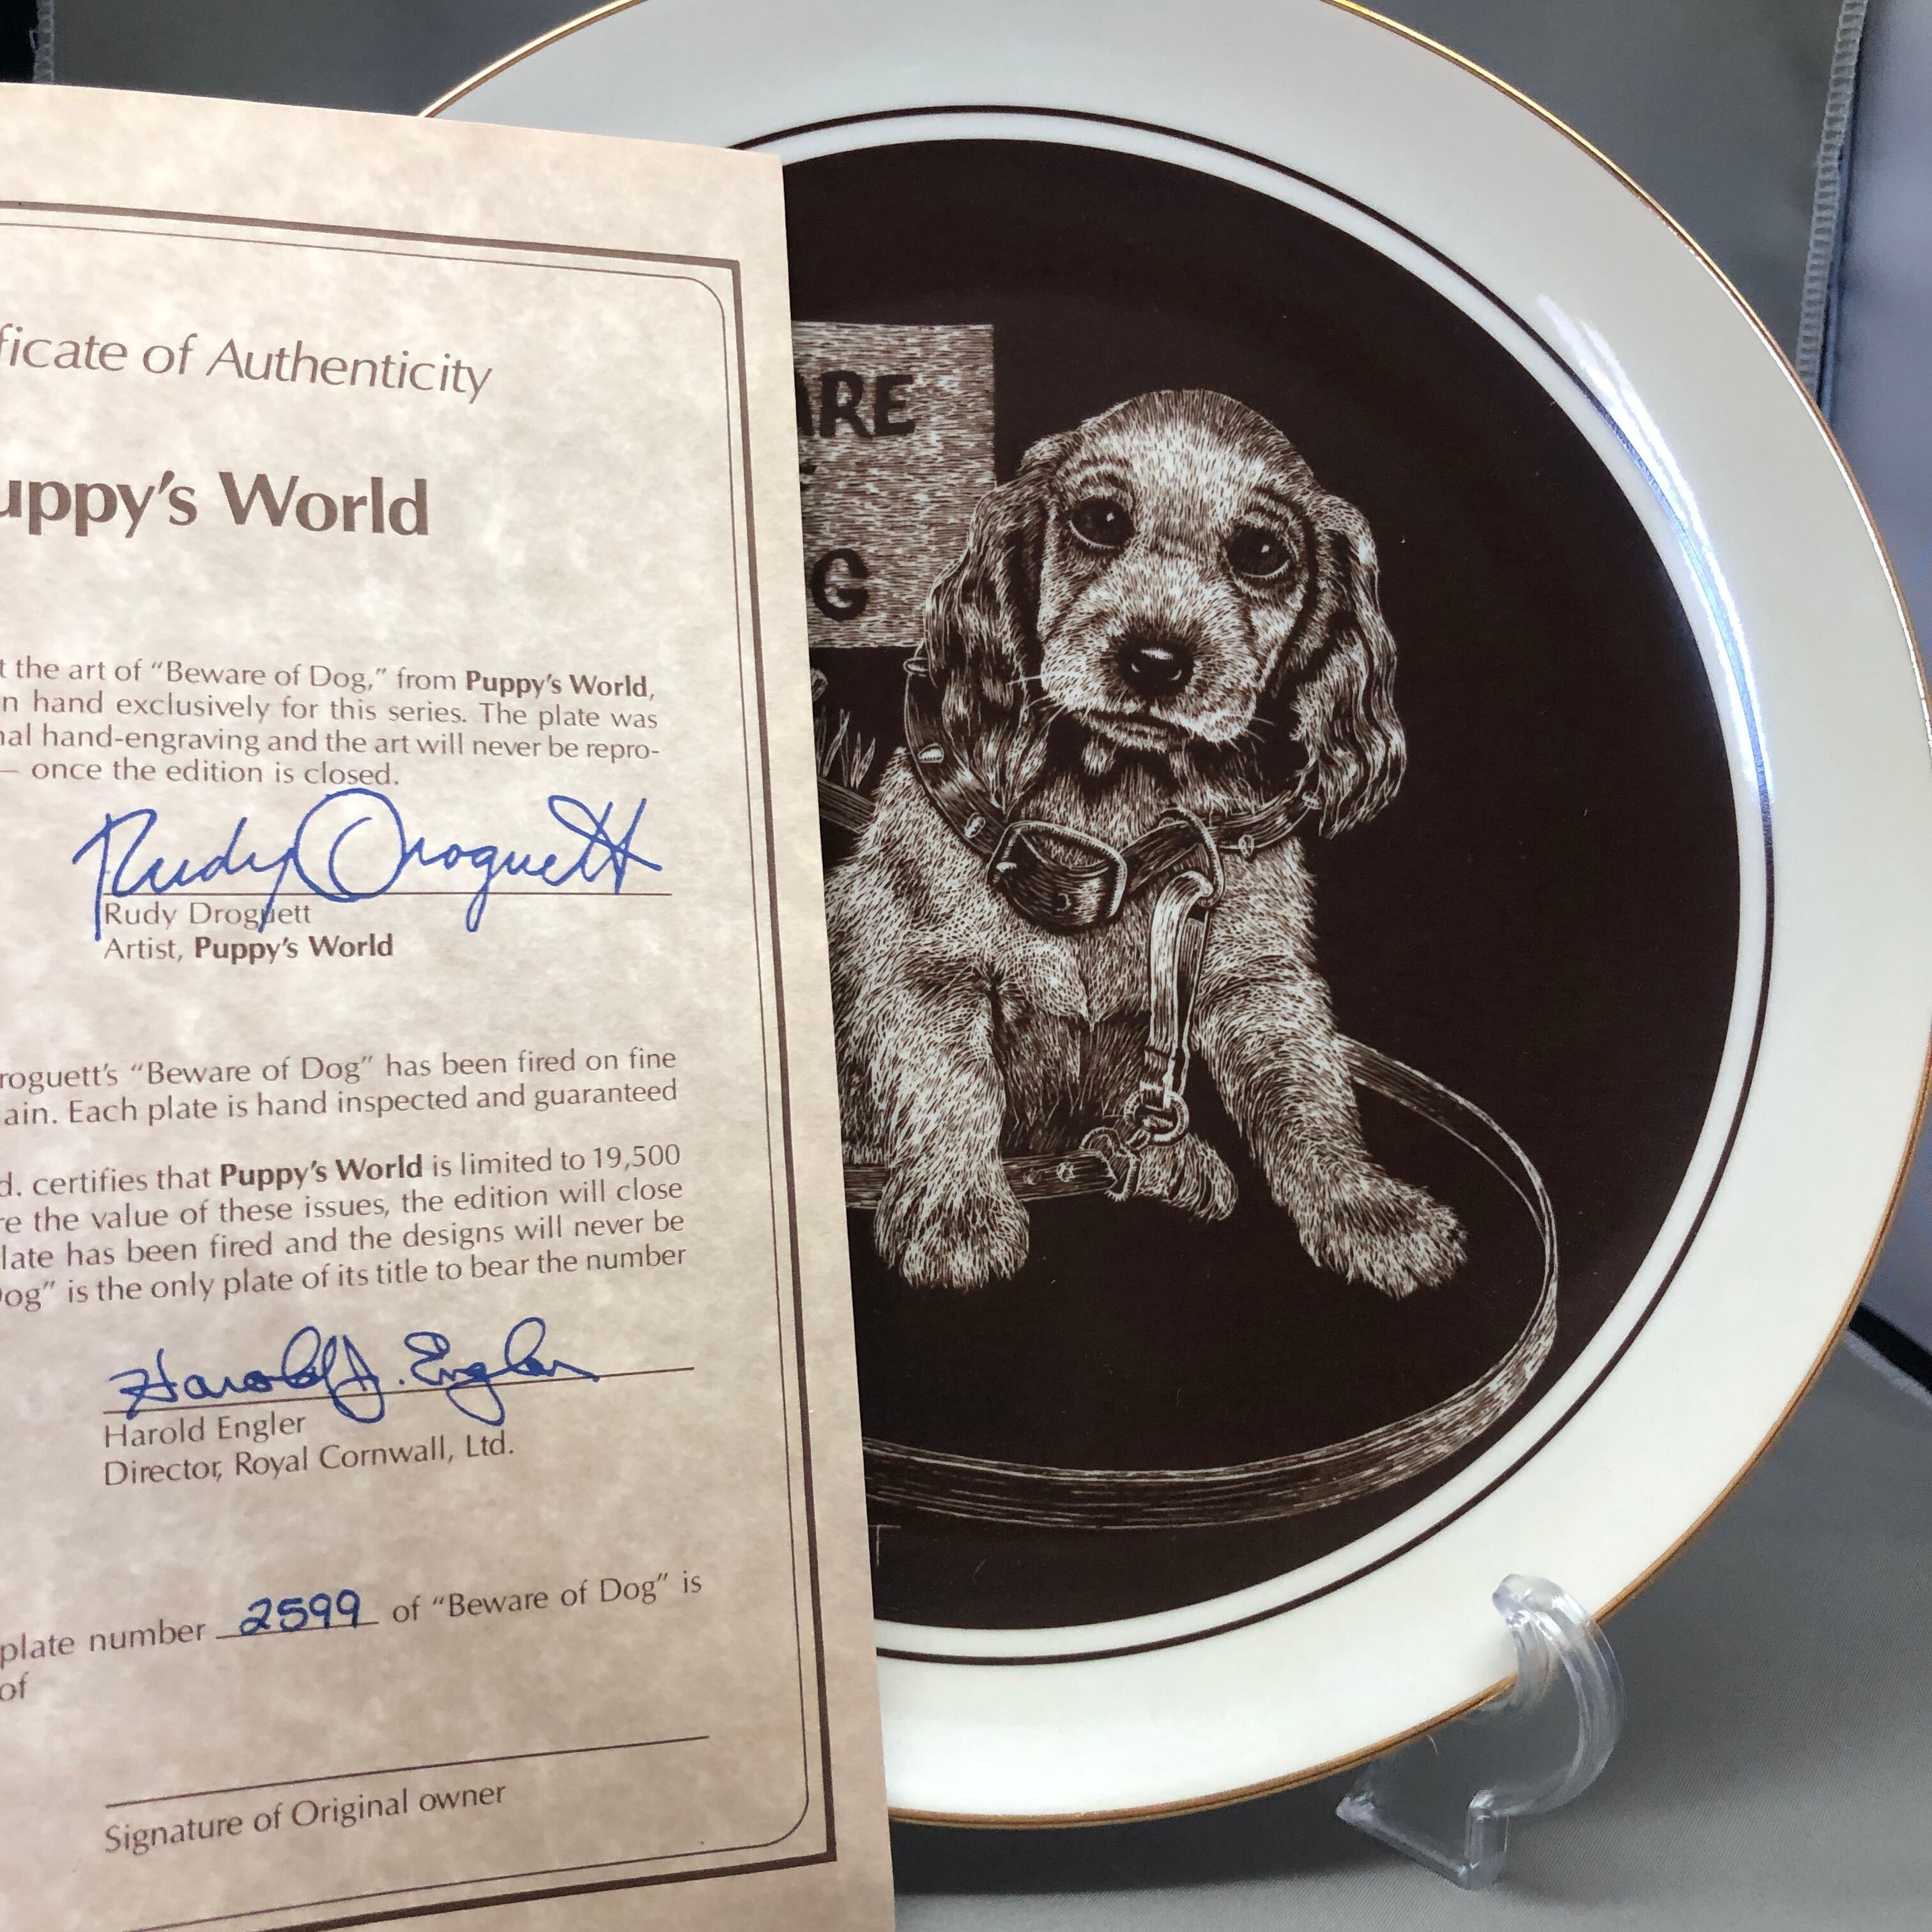 ficate of Authenticity
uppy's World
t the art of "Beware of Dog," from Puppy's World,
n hand exclusively for this series. The plate was
nal hand-engraving and the art will never be repro-
— once the edition is closed.
Rudy Droguett
Rudy Droguett
Artist, Puppy's World
roguett's "Beware of Dog" has been fired on fine
ain. Each plate is hand inspected and guaranteed
d. certifies that Puppy's World is limited to 19,500
re the value of these issues, the edition will close
late has been fired and the designs will never be
Dog" is the only plate of its title to bear the number
Harold J. Engler
Harold Engler
Director, Royal Cornwall, Ltd.
plate number 2599 of "Beware of Dog" is
of
Signature of Original owner
ARE
G
T